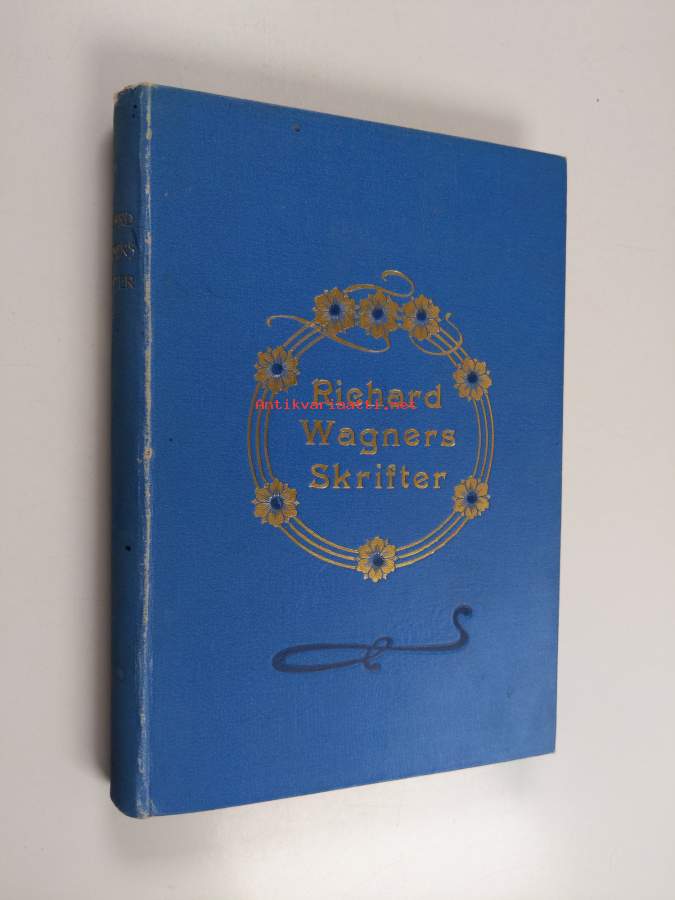 Richard
Wagners
Skrifter
Antikvariaatti.net